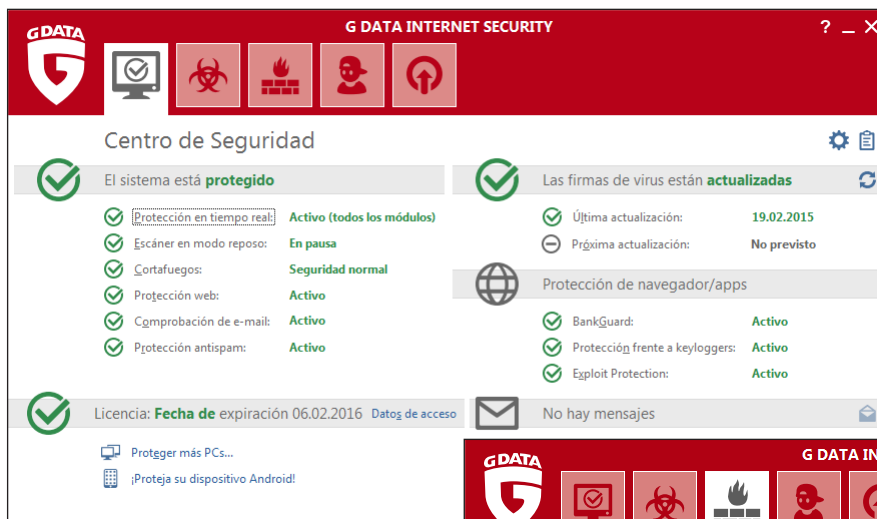 G DATA
G DATA INTERNET SECURITY
Centro de Seguridad
El sistema está protegido
Protección en tiempo real: Activo (todos los módulos)
Escáner en modo reposo: En pausa
Cortafuegos: Seguridad normal
Protección web: Activo
Comprobación de e-mail: Activo
Protección antispam: Activo
Las firmas de virus están actualizadas
Última actualización: 19.02.2015
Próxima actualización: No previsto
Protección de navegador/apps
BankGuard: Activo
Protección frente a keyloggers: Activo
Exploit Protection: Activo
Licencia: Fecha de expiración 06.02.2016 Datos de acceso
No hay mensajes
Proteger más PCs...
¡Proteja su dispositivo Android!
G DATA
G DATA IN